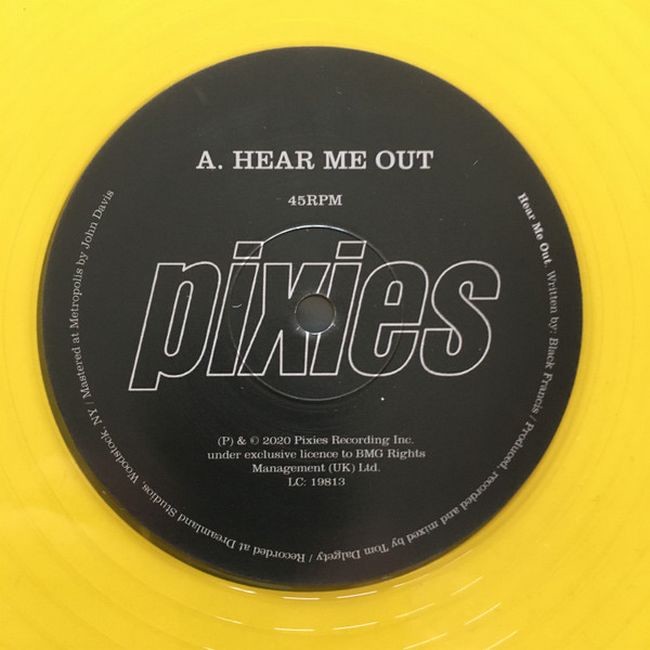 A. HEAR ME OUT
45RPM
pixies
(P) & © 2020 Pixies Recording Inc.
under exclusive licence to BMG Rights
Management (UK) Ltd.
LC: 19813
Hear Me Out. Written by: Black Francis / Produced, recorded and mixed by Tom Dalgety / Recorded at Dreamland Studios, Woodstock, NY / Mastered at Metropolis by John Davis